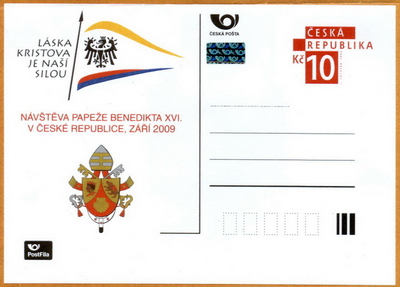 LÁSKA
KRISTOVA
JE NAŠÍ
SILOU
NÁVŠTĚVA PAPEŽE BENEDIKTA XVI.
V ČESKÉ REPUBLICE, ZÁŘÍ 2009
PostFila
ČESKÁ POŠTA
ČESKÁ
REPUBLIKA
Kč 10